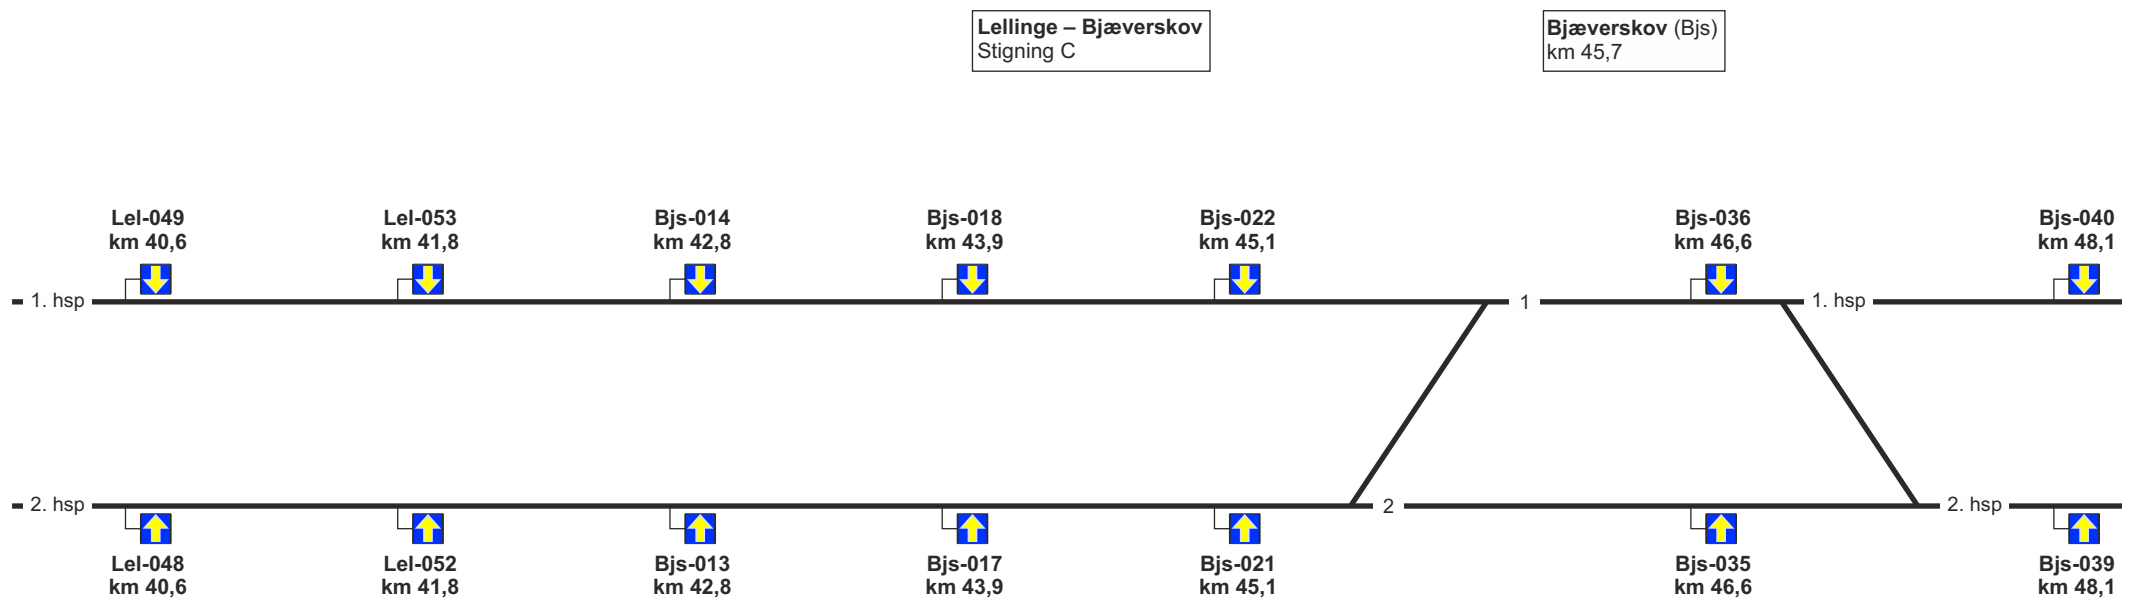 Lellinge – Bjæverskov
Stigning C
Bjæverskov (Bjs)
km 45,7
Lel-049
km 40,6
Lel-053
km 41,8
Bjs-014
km 42,8
Bjs-018
km 43,9
Bjs-022
km 45,1
Bjs-036
km 46,6
Bjs-040
km 48,1
1. hsp
1
1. hsp
2. hsp
2
2. hsp
Lel-048
km 40,6
Lel-052
km 41,8
Bjs-013
km 42,8
Bjs-017
km 43,9
Bjs-021
km 45,1
Bjs-035
km 46,6
Bjs-039
km 48,1